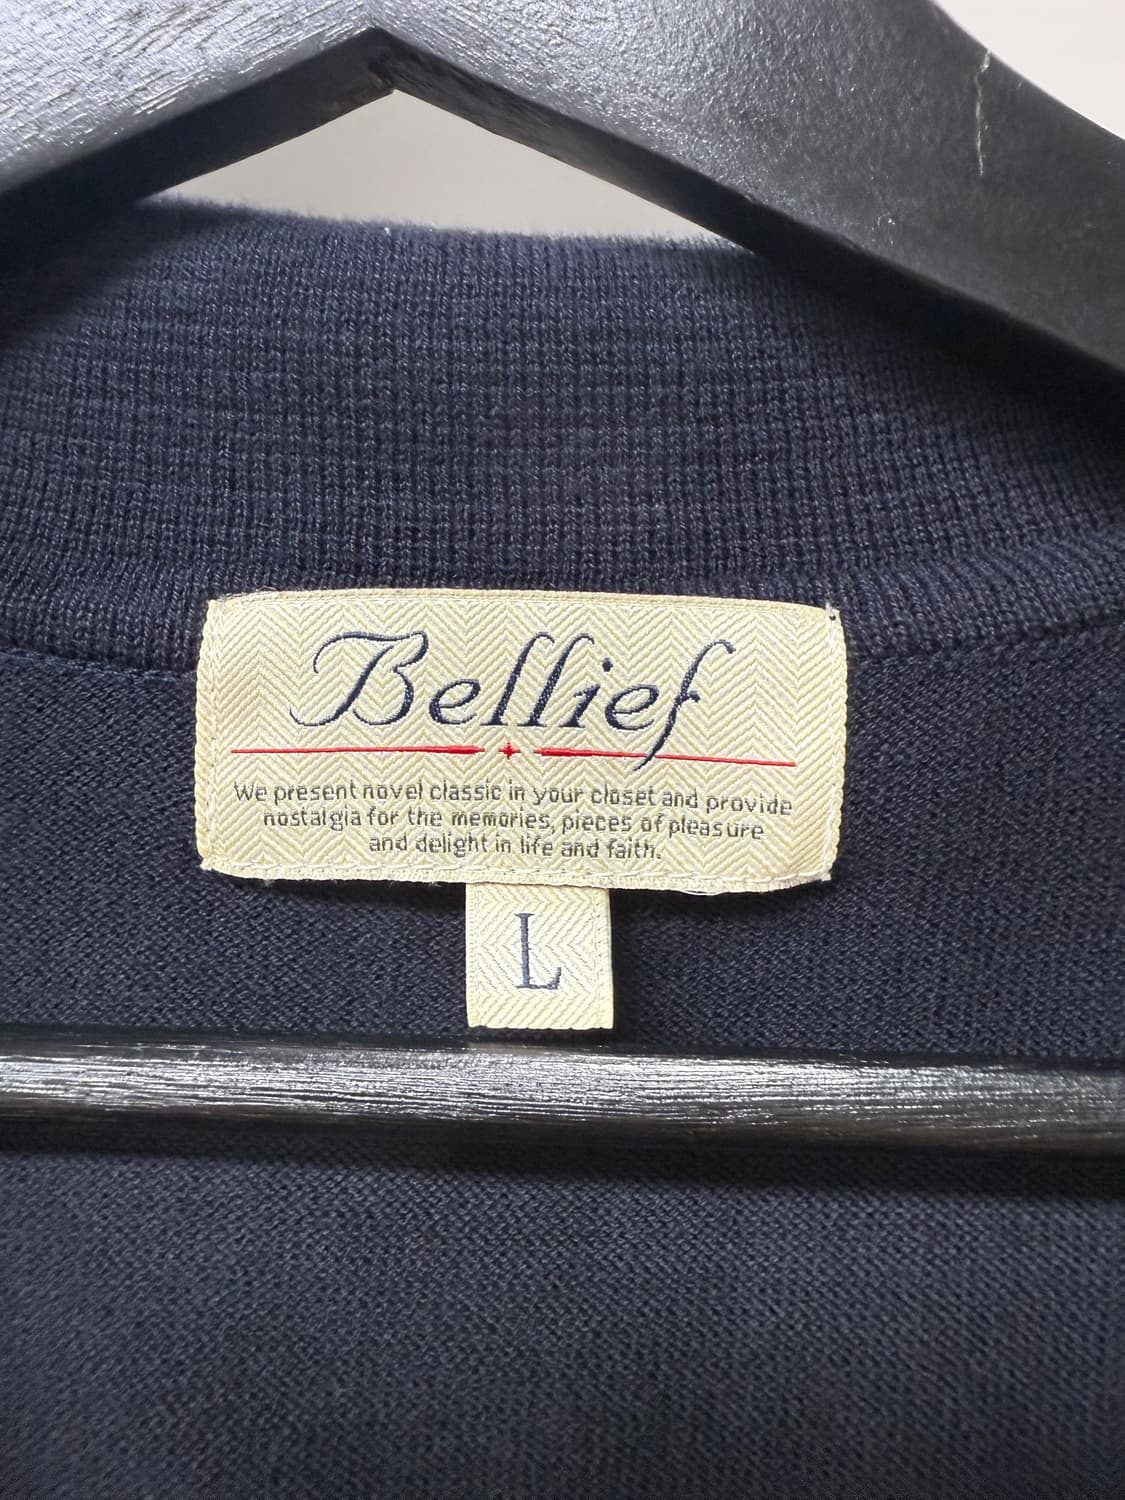 Bellief
We present novel classic in your closet and provide
nostalgia for the memories, pieces of pleasure
and delight in life and faith.
L